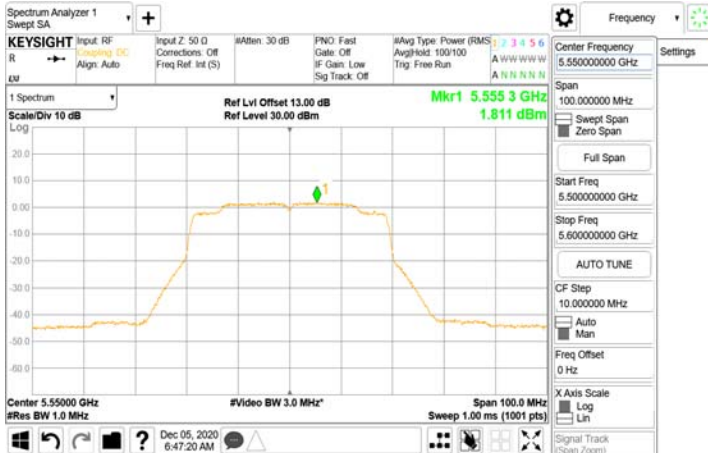 Spectrum Analyzer 1
Swept SA
+
Frequency
KEYSIGHT
R
Input: RF
Coupling: DC
Align: Auto
Input Z: 50 Ω
Corrections: Off
Freq Ref: Int (S)
#Atten: 30 dB
PNO: Fast
Gate: Off
IF Gain: Low
Sig Track: Off
#Avg Type: Power (RMS
Avg|Hold: 100/100
Trig: Free Run
1 2 3 4 5 6
A W W W W W
A N N N N N
1 Spectrum
Scale/Div 10 dB
Log
Ref Lvl Offset 13.00 dB
Ref Level 30.00 dBm
Mkr1 5.555 3 GHz
1.811 dBm
20.0
10.0
0.00
-10.0
-20.0
-30.0
-40.0
-50.0
-60.0
1
Center 5.55000 GHz
#Res BW 1.0 MHz
#Video BW 3.0 MHz*
Span 100.0 MHz
Sweep 1.00 ms (1001 pts)
?
Dec 05, 2020
6:47:20 AM
Center Frequency
5.550000000 GHz
Settings
Span
100.000000 MHz
Swept Span
Zero Span
Full Span
Start Freq
5.500000000 GHz
Stop Freq
5.600000000 GHz
AUTO TUNE
CF Step
10.000000 MHz
Auto
Man
Freq Offset
0 Hz
X Axis Scale
Log
Lin
Signal Track
(Span Zoom)